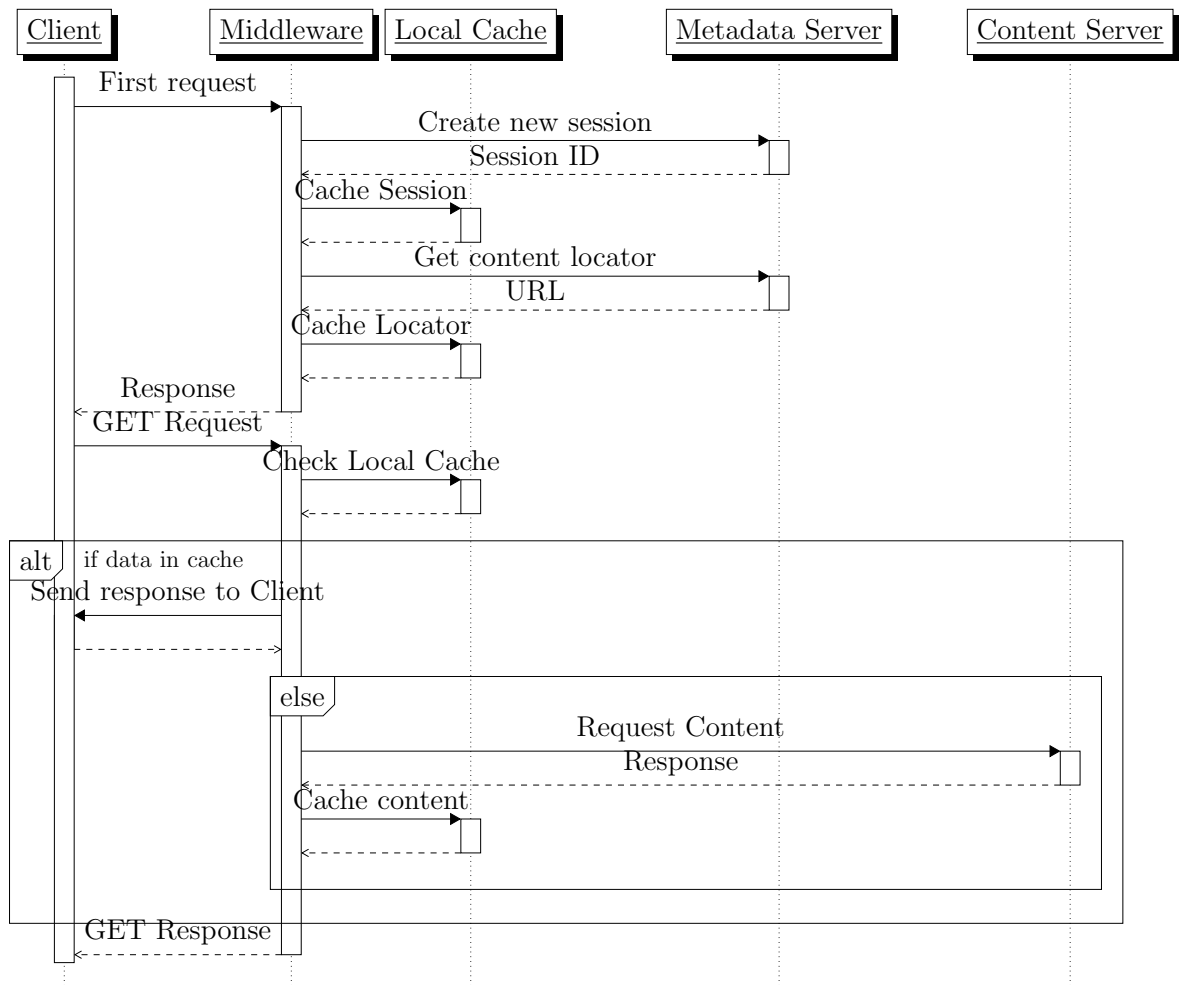 Client
Middleware
Local Cache
Metadata Server
Content Server
First request
Create new session
Session ID
Cache Session
Get content locator
URL
Cache Locator
Response
GET Request
Check Local Cache
alt
if data in cache
Send response to Client
else
Request Content
Response
Cache content
GET Response